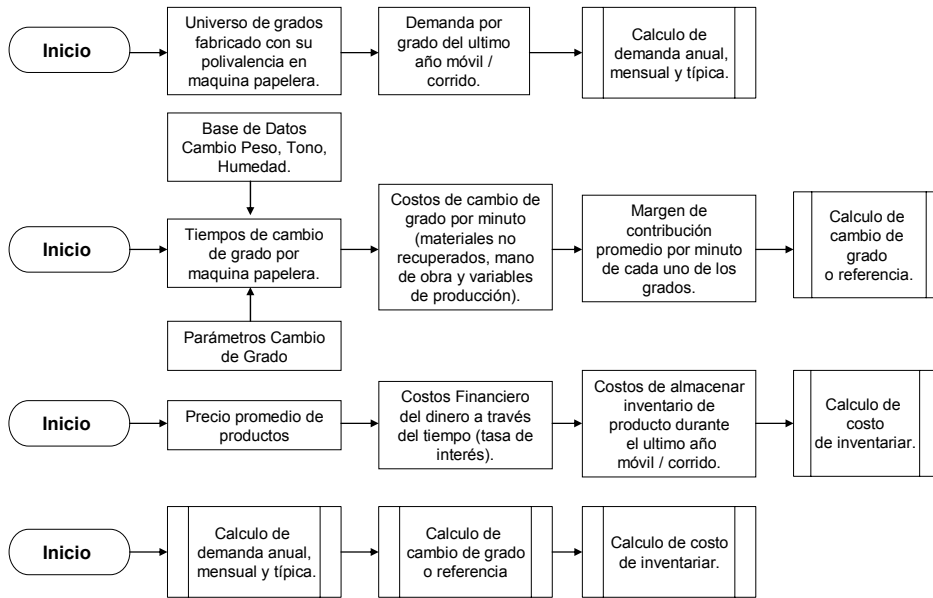 Inicio
Universo de grados
fabricado con su
polivalencia en
maquina papelera.
Demanda por
grado del ultimo
año móvil /
corrido.
Calculo de
demanda anual,
mensual y típica.
Base de Datos
Cambio Peso, Tono,
Humedad.
Inicio
Tiempos de cambio
de grado por
maquina papelera.
Costos de cambio de
grado por minuto
(materiales no
recuperados, mano
de obra y variables
de producción).
Margen de
contribución
promedio por minuto
de cada uno de los
grados.
Calculo de
cambio de
grado
o referencia.
Parámetros Cambio
de Grado
Inicio
Precio promedio de
productos
Costos Financiero
del dinero a través
del tiempo (tasa de
interés).
Costos de almacenar
inventario de
producto durante
el ultimo año
móvil / corrido.
Calculo de
costo
de inventariar.
Inicio
Calculo de
demanda anual,
mensual y típica.
Calculo de
cambio de grado
o referencia
Calculo de costo
de inventariar.